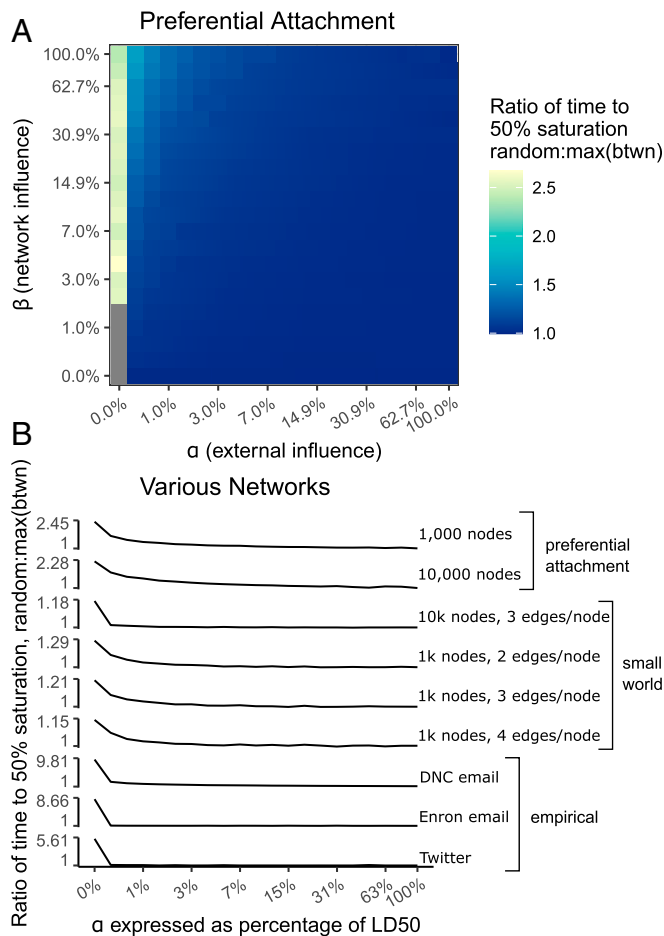 A
Preferential Attachment
β (network influence)
100.0%
62.7%
30.9%
14.9%
7.0%
3.0%
1.0%
0.0%
0.0%
1.0%
3.0%
7.0%
14.9%
30.9%
62.7%
100.0%
α (external influence)
Ratio of time to
50% saturation
random:max(btwn)
2.5
2.0
1.5
1.0
B
Various Networks
Ratio of time to 50% saturation, random:max(btwn)
2.45
1
1,000 nodes
2.28
1
10,000 nodes
preferential
attachment
1.18
1
10k nodes, 3 edges/node
1.29
1
1k nodes, 2 edges/node
1.21
1
1k nodes, 3 edges/node
1.15
1
1k nodes, 4 edges/node
small
world
9.81
1
DNC email
8.66
1
Enron email
5.61
1
Twitter
empirical
0%
1%
3%
7%
15%
31%
63%
100%
α expressed as percentage of LD50